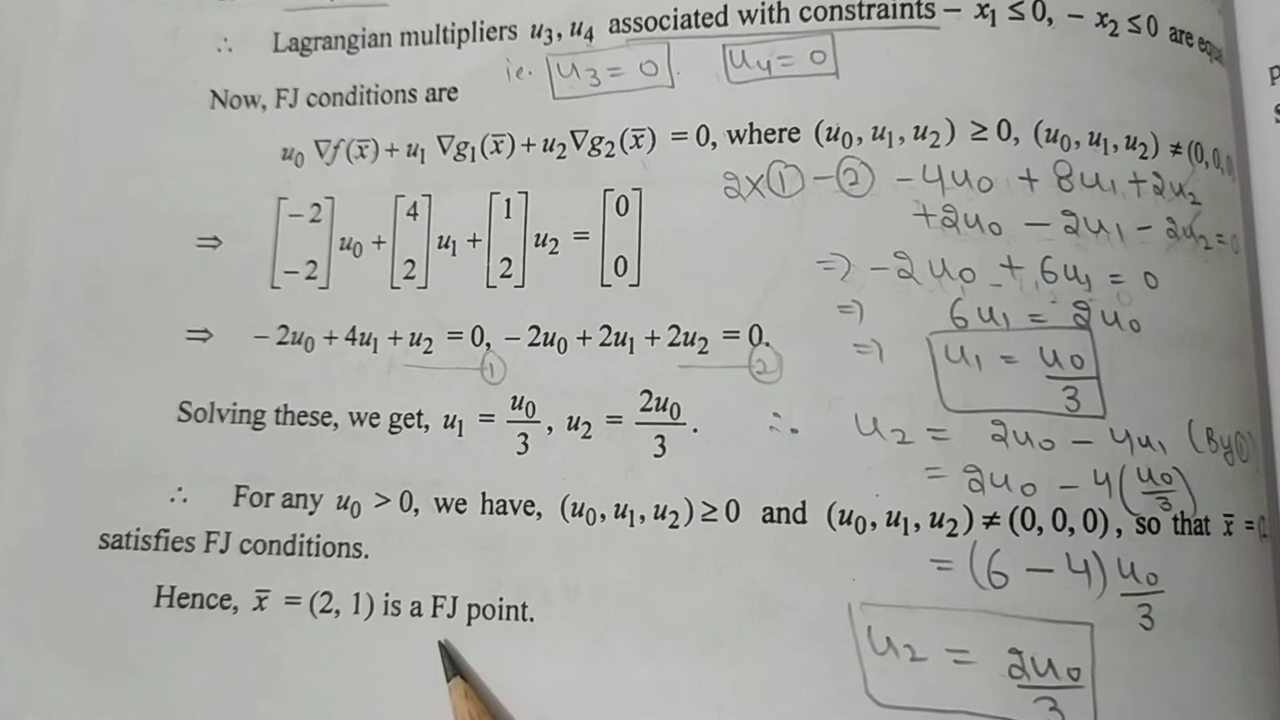 ∴ Lagrangian multipliers u₃, u₄ associated with constraints – x₁ ≤ 0, – x₂ ≤ 0 are
ie. u₃ = 0. u₄ = 0
Now, FJ conditions are
u₀ ∇f(x̄) + u₁ ∇g₁(x̄) + u₂∇g₂(x̄) = 0, where (u₀, u₁, u₂) ≥ 0, (u₀, u₁, u₂) ≠ (0, 0, 0
2×① – ② – 4u₀ + 8u₁ + 2u₂
+ 2u₀ – 2u₁ – 2u₂ = 0
⇒ [–2 –2] u₀ + [4 2] u₁ + [1 2] u₂ = [0 0]
⇒ – 2u₀ + 6u₁ = 0
⇒ 6u₁ = 2u₀
⇒ – 2u₀ + 4u₁ + u₂ = 0, – 2u₀ + 2u₁ + 2u₂ = 0.
① ②
⇒ u₁ = u₀/3
Solving these, we get, u₁ = u₀/3, u₂ = 2u₀/3.
∴ u₂ = 2u₀ – 4u₁ (By①)
= 2u₀ – 4(u₀/3)
∴ For any u₀ > 0, we have, (u₀, u₁, u₂) ≥ 0 and (u₀, u₁, u₂) ≠ (0, 0, 0), so that x̄ =
satisfies FJ conditions.
= (6 – 4) u₀/3
Hence, x̄ = (2, 1) is a FJ point.
u₂ = 2u₀/3